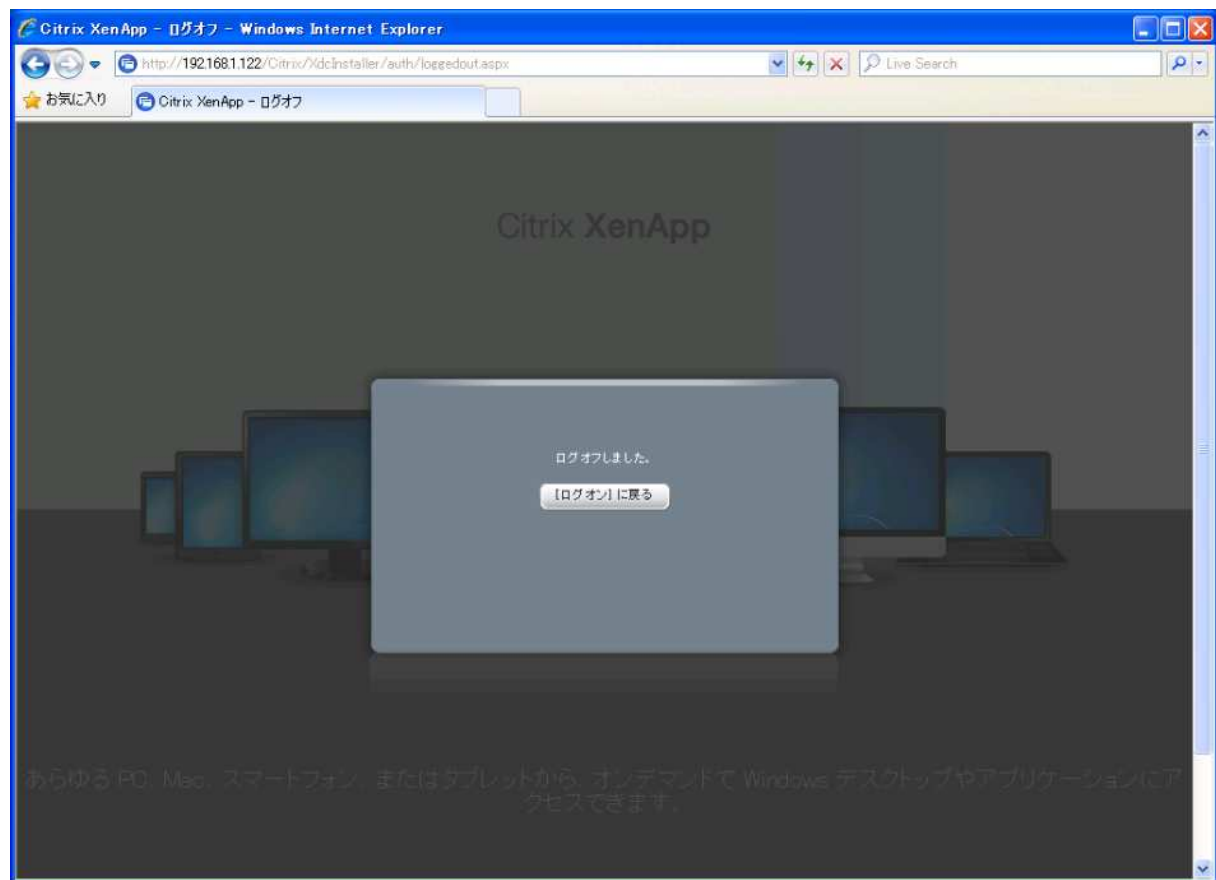 Citrix XenApp - ログオフ - Windows Internet Explorer
http://192.168.1.122/Citrix/XdcInstaller/auth/loggedout.aspx
Live Search
お気に入り
Citrix XenApp - ログオフ
Citrix XenApp
ログオフしました。
[ログオン] に戻る
あらゆる PC、Mac、スマートフォン、またはタブレットから、オンデマンドで Windows デスクトップやアプリケーションにア
クセスできます。